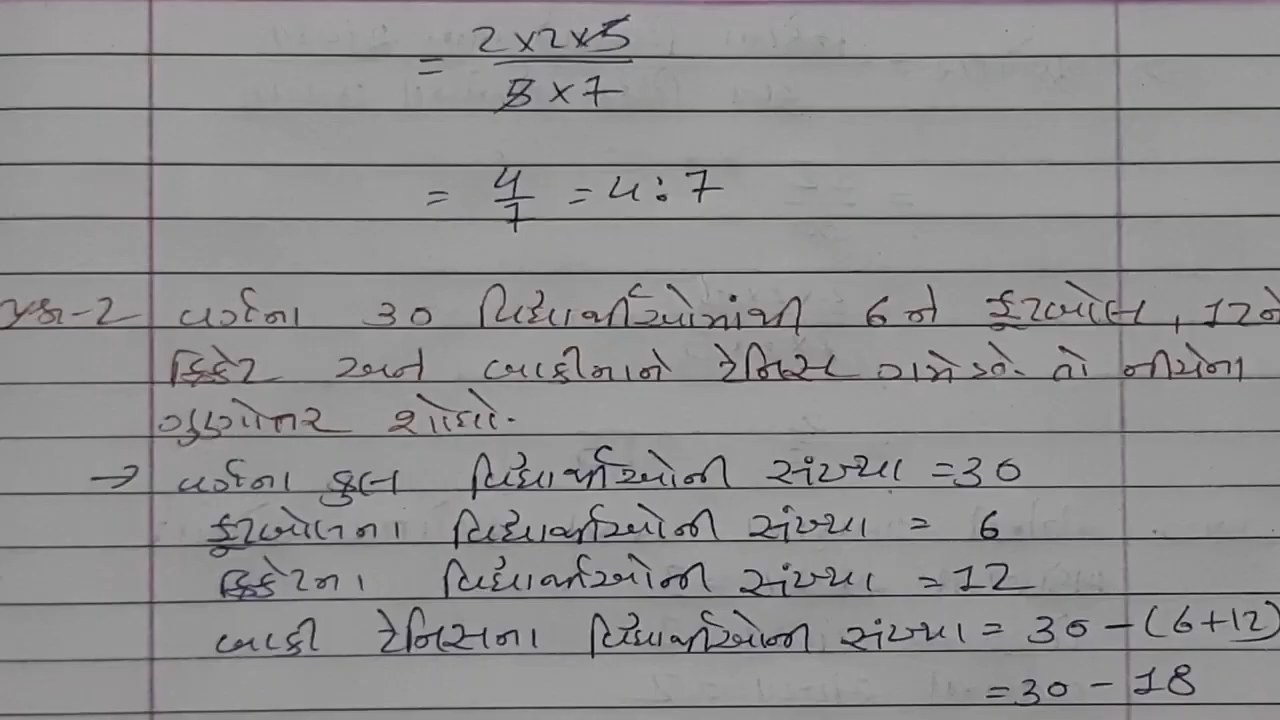 = 2×2×5 / 5×7
= 4/7 = 4:7
પ્રશ્ન-2 વર્ગના 30 વિદ્યાર્થીઓમાંથી 6 ને ફુટબોલ, 12ને
ક્રિકેટ અને બાકીનાને ટેનિસ ગમે છે. તો નીચેના
ગુણોત્તર શોધો.
→ વર્ગના કુલ વિદ્યાર્થીઓની સંખ્યા = 30
ફુટબોલના વિદ્યાર્થીઓની સંખ્યા = 6
ક્રિકેટના વિદ્યાર્થીઓની સંખ્યા = 12
બાકી ટેનિસના વિદ્યાર્થીઓની સંખ્યા = 30 - (6+12)
= 30 - 18